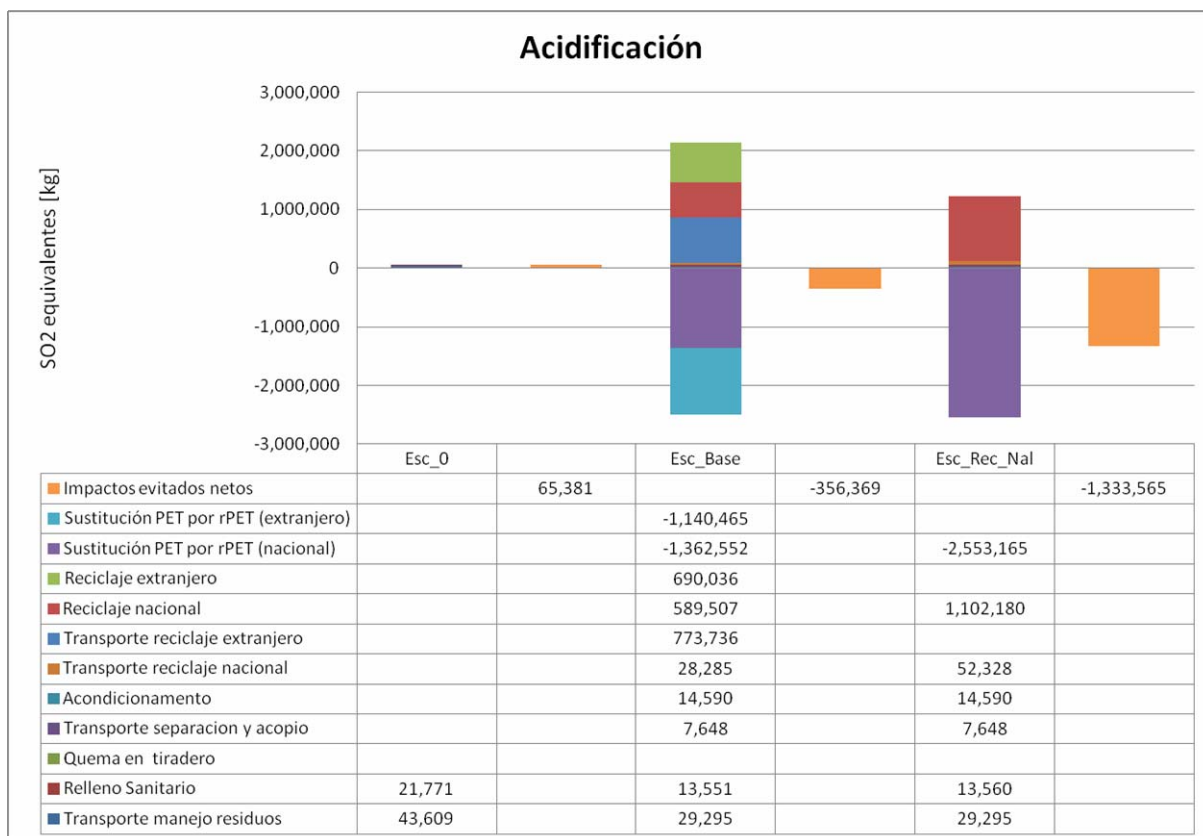 Acidificación
SO2 equivalentes [kg]
3,000,000
2,000,000
1,000,000
0
-1,000,000
-2,000,000
-3,000,000
Esc_0 Esc_Base Esc_Rec_Nal
Impactos evitados netos 65,381 -356,369 -1,333,565
Sustitución PET por rPET (extranjero) -1,140,465
Sustitución PET por rPET (nacional) -1,362,552 -2,553,165
Reciclaje extranjero 690,036
Reciclaje nacional 589,507 1,102,180
Transporte reciclaje extranjero 773,736
Transporte reciclaje nacional 28,285 52,328
Acondicionamento 14,590 14,590
Transporte separacion y acopio 7,648 7,648
Quema en tiradero
Relleno Sanitario 21,771 13,551 13,560
Transporte manejo residuos 43,609 29,295 29,295